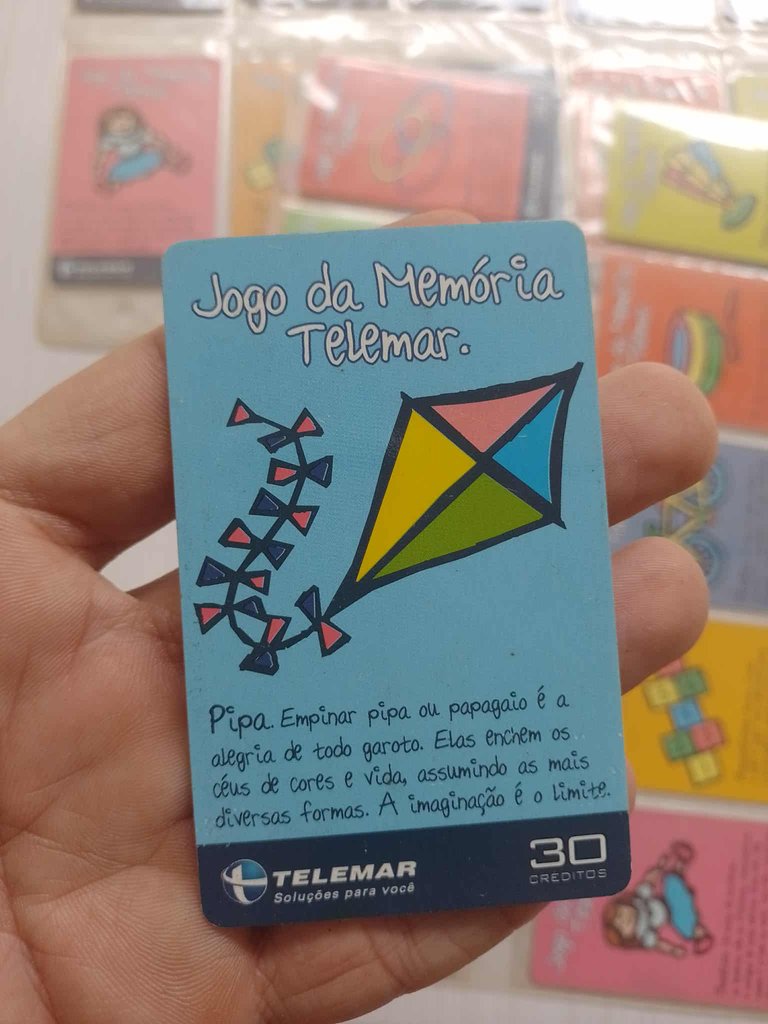 Jogo da Memória
Telemar.
Pipa. Empinar pipa ou papagaio é a
alegria de todo garoto. Elas enchem os
céus de cores e vida, assumindo as mais
diversas formas. A imaginação é o limite.
TELEMAR
Soluções para você
30
CRÉDITOS